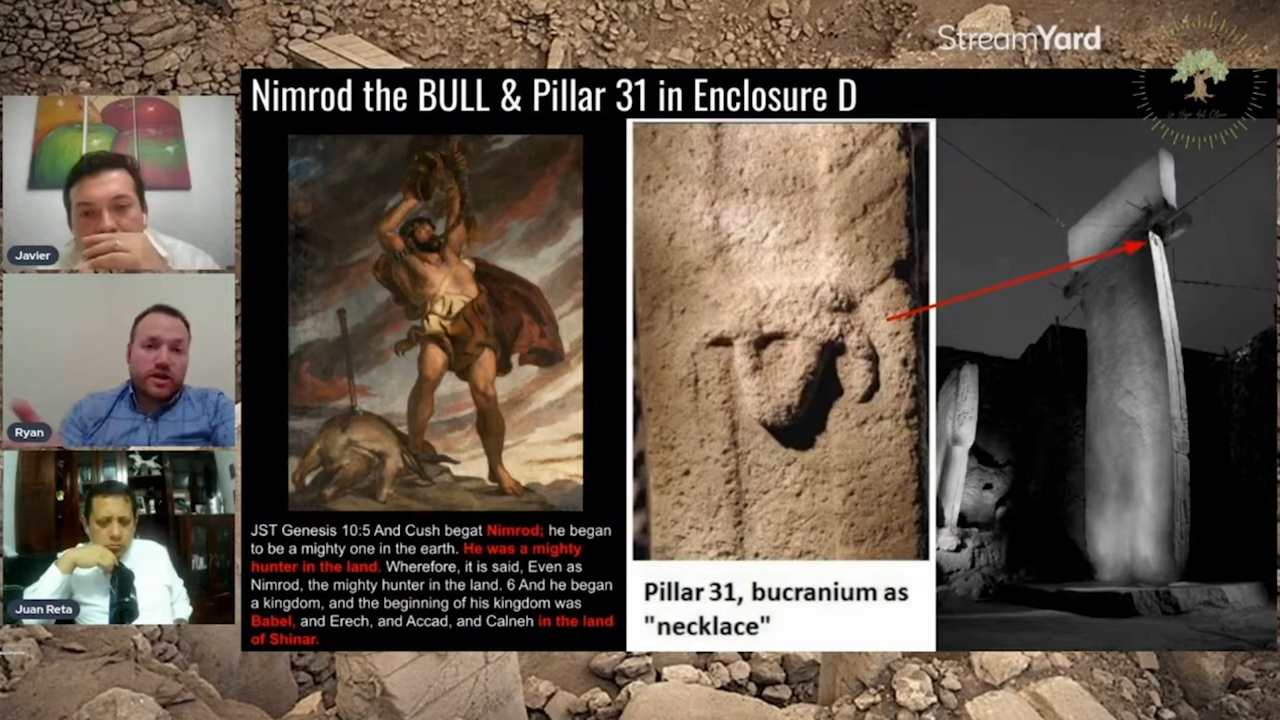 StreamYard
Nimrod the BULL & Pillar 31 in Enclosure D
Javier
Ryan
Juan Reta
JST Genesis 10:5 And Cush begat Nimrod; he began
to be a mighty one in the earth. He was a mighty
hunter in the land. Wherefore, it is said, Even as
Nimrod, the mighty hunter in the land. 6 And he began
a kingdom, and the beginning of his kingdom was
Babel, and Erech, and Accad, and Calneh in the land
of Shinar.
Pillar 31, bucranium as
"necklace"